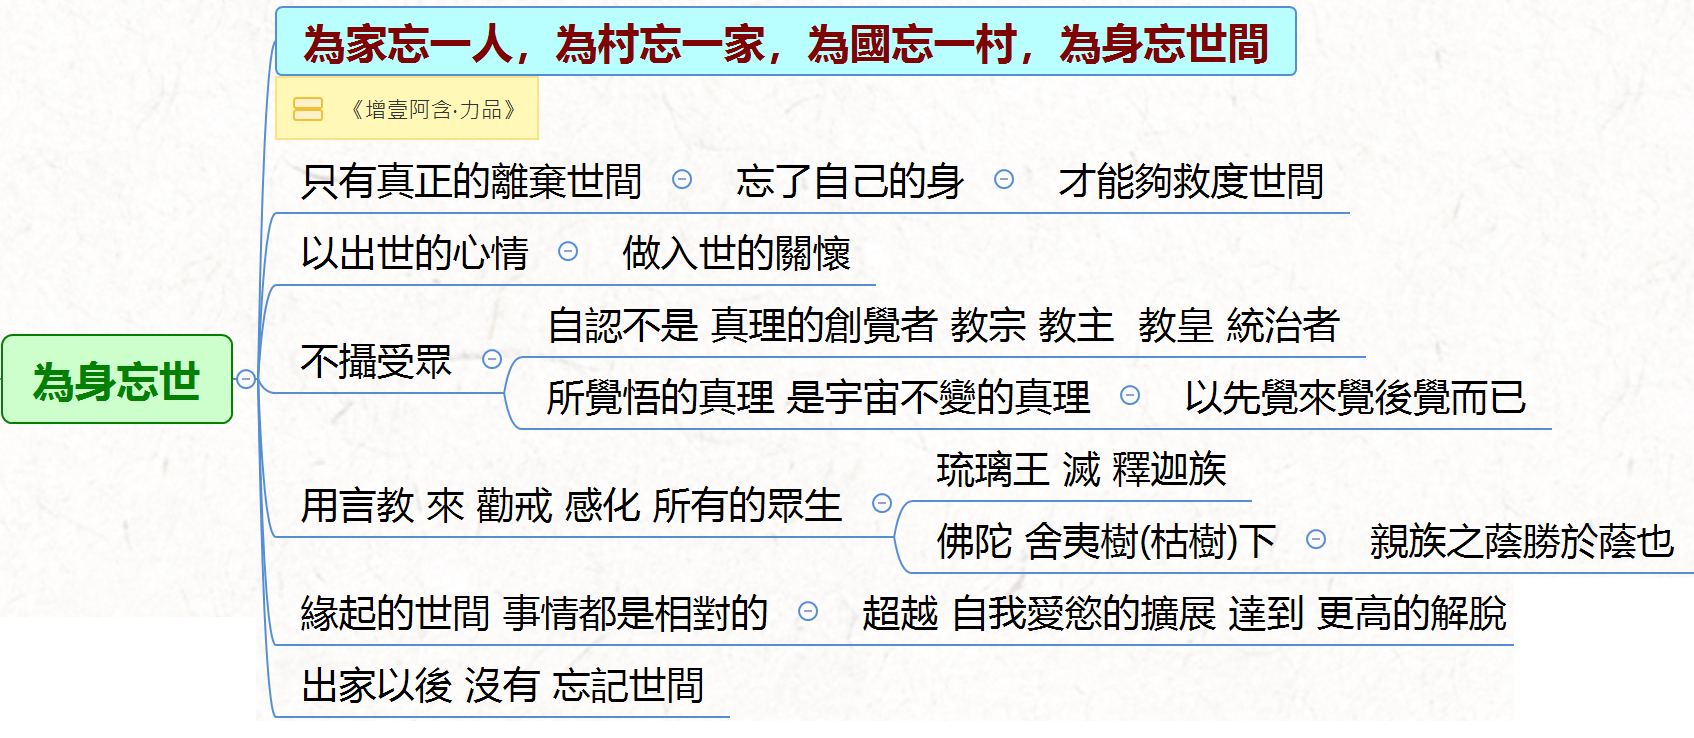 為家忘一人，為村忘一家，為國忘一村，為身忘世間
《增壹阿含·力品》
只有真正的離棄世間 忘了自己的身 才能夠救度世間
以出世的心情 做入世的關懷
為身忘世
不攝受眾
自認不是 真理的創覺者 教宗 教主 教皇 統治者
所覺悟的真理 是宇宙不變的真理 以先覺來覺後覺而已
用言教 來 勸戒 感化 所有的眾生
琉璃王 滅 釋迦族
佛陀 舍夷樹(枯樹)下 親族之蔭勝於蔭也
緣起的世間 事情都是相對的 超越 自我愛慾的擴展 達到 更高的解脫
出家以後 沒有 忘記世間